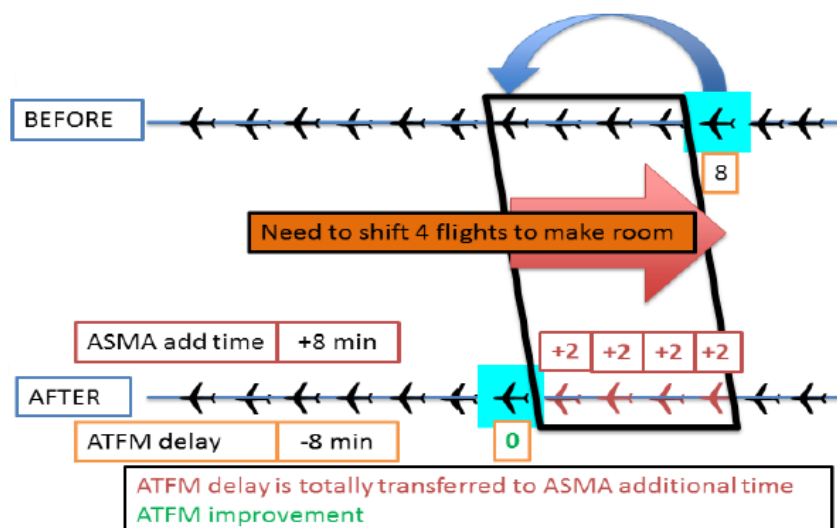 BEFORE
8
Need to shift 4 flights to make room
ASMA add time +8 min
+2 +2 +2 +2
AFTER
ATFM delay -8 min
0
ATFM delay is totally transferred to ASMA additional time
ATFM improvement